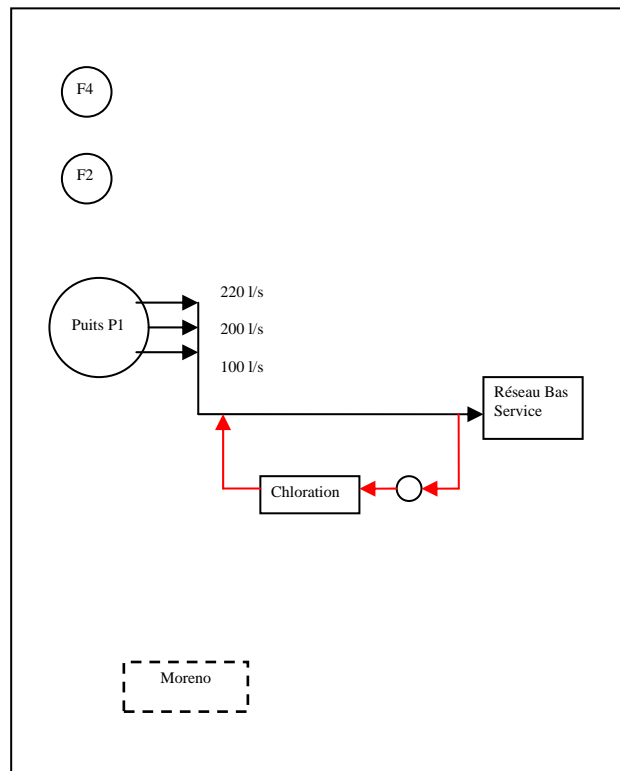 F4
F2
220 l/s
Puits P1
200 l/s
100 l/s
Réseau Bas
Service
Chloration
Moreno